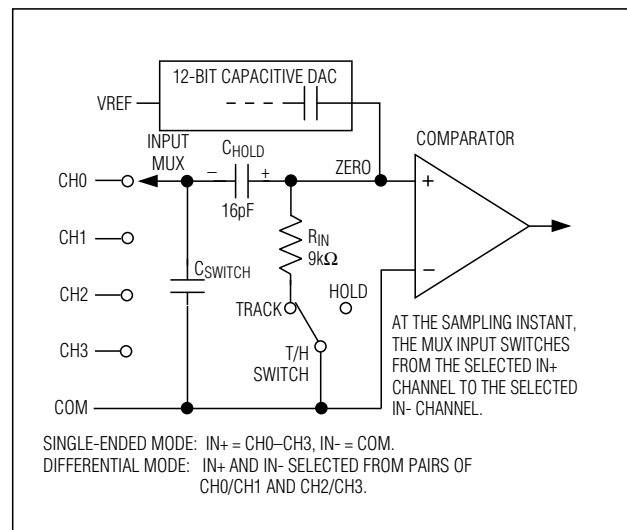 12-BIT CAPACITIVE DAC
VREF
INPUT
MUX
CHOLD
– +
16pF
ZERO
COMPARATOR
+
–
CH0
CH1
CH2
CH3
COM
CSWITCH
RIN
9kΩ
TRACK
HOLD
T/H
SWITCH
AT THE SAMPLING INSTANT,
THE MUX INPUT SWITCHES
FROM THE SELECTED IN+
CHANNEL TO THE SELECTED
IN- CHANNEL.
SINGLE-ENDED MODE: IN+ = CH0–CH3, IN- = COM.
DIFFERENTIAL MODE: IN+ AND IN- SELECTED FROM PAIRS OF
CH0/CH1 AND CH2/CH3.